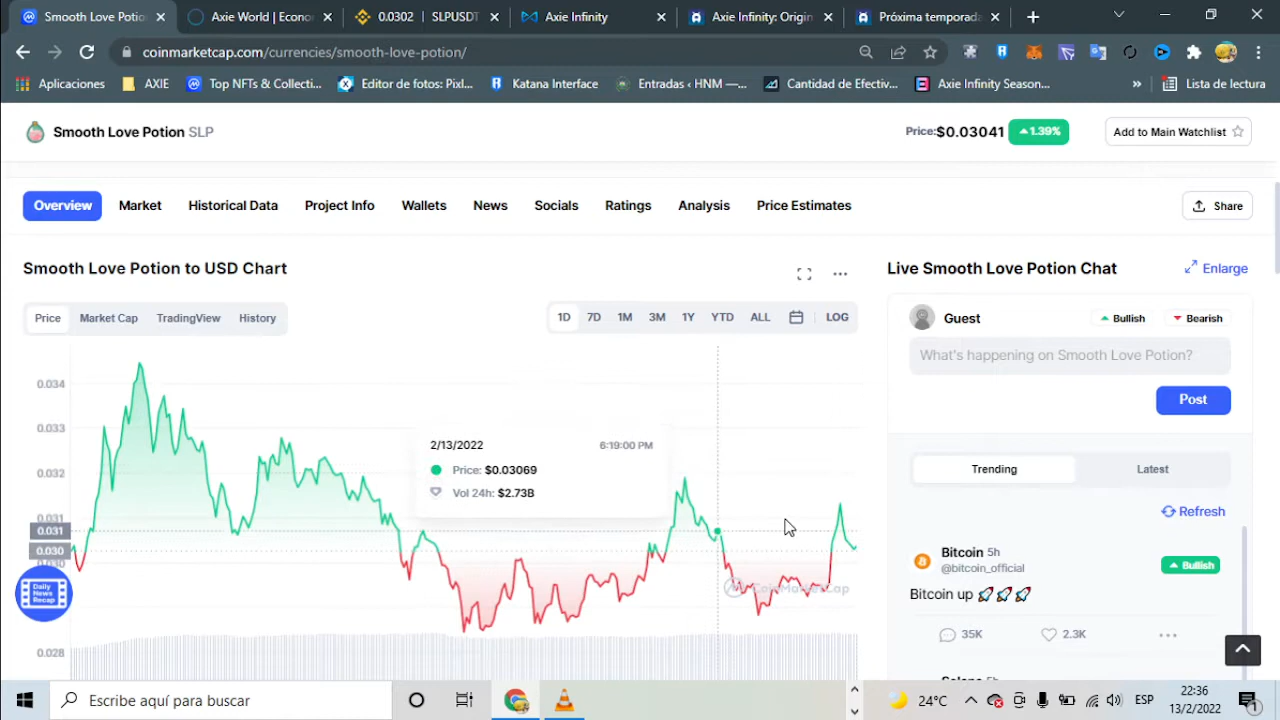 Smooth Love Potio
Axie World | Econo
0.0302 | SLPUSDT
Axie Infinity
Axie Infinity: Origin
Próxima temporada
coinmarketcap.com/currencies/smooth-love-potion/
Aplicaciones
AXIE
Top NFTs & Collecti...
Editor de fotos: Pixl...
Katana Interface
Entradas ‹ HNM —...
Cantidad de Efectiv...
Axie Infinity Season...
»
Lista de lectura
Smooth Love Potion SLP
Price:$0.03041
1.39%
Add to Main Watchlist
Overview
Market
Historical Data
Project Info
Wallets
News
Socials
Ratings
Analysis
Price Estimates
Share
Smooth Love Potion to USD Chart
Price
Market Cap
TradingView
History
1D
7D
1M
3M
1Y
YTD
ALL
LOG
0.034
0.033
0.032
0.031
0.031
0.030
0.030
0.028
2/13/2022
6:19:00 PM
Price: $0.03069
Vol 24h: $2.73B
CoinMarketCap
Daily
News
Recap
Live Smooth Love Potion Chat
Enlarge
Guest
Bullish
Bearish
What's happening on Smooth Love Potion?
Post
Trending
Latest
Refresh
Bitcoin 5h
@bitcoin_official
Bullish
Bitcoin up 🚀🚀🚀
35K
2.3K
Escribe aquí para buscar
24°C
ESP
22:36
13/2/2022
1